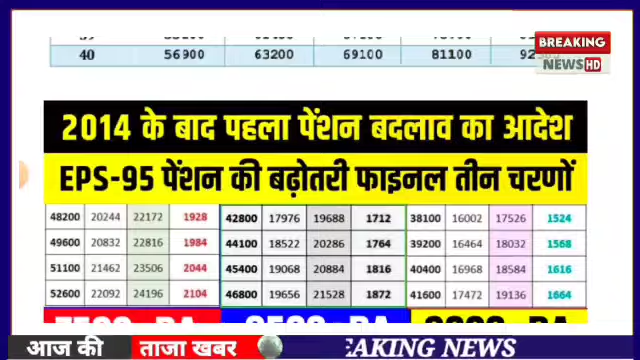 40 56900 63200 69100 81100
BREAKING
NEWS HD
2014 के बाद पहला पेंशन बदलाव का आदेश
EPS-95 पेंशन की बढ़ोतरी फाइनल तीन चरणों
48200 20244 22172 1928 42800 17976 19688 1712 38100 16002 17526 1524
49600 20832 22816 1984 44100 18522 20286 1764 39200 16464 18032 1568
51100 21462 23506 2044 45400 19068 20884 1816 40400 16968 18584 1616
52600 22092 24196 2104 46800 19656 21528 1872 41600 17472 19136 1664
आज की ताजा खबर EAKING NEWS